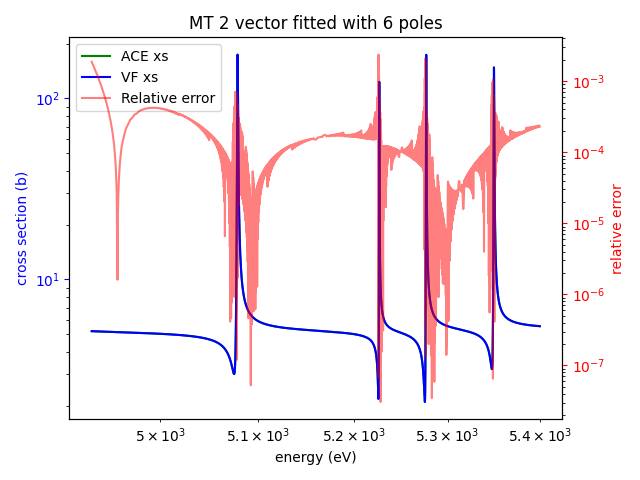 MT 2 vector fitted with 6 poles
ACE xs
VF xs
Relative error
cross section (b)
10²
10¹
relative error
10⁻³
10⁻⁴
10⁻⁵
10⁻⁶
10⁻⁷
5 × 10³ 5.1 × 10³ 5.2 × 10³ 5.3 × 10³ 5.4 × 10³
energy (eV)